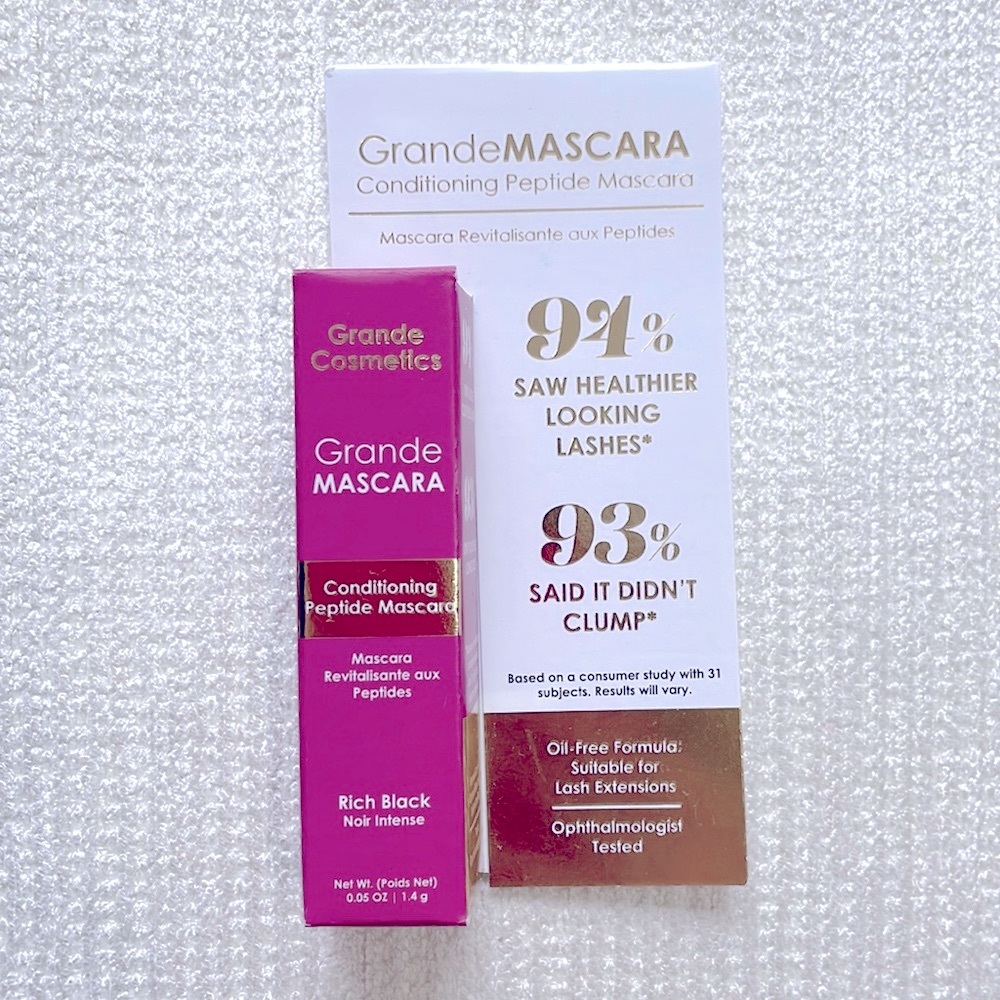 GrandeMASCARA
Conditioning Peptide Mascara
Mascara Revitalisante aux Peptides
94%
SAW HEALTHIER
LOOKING
LASHES*
93%
SAID IT DIDN'T
CLUMP*
Based on a consumer study with 31
subjects. Results will vary.
Oil-Free Formula:
Suitable for
Lash Extensions
Ophthalmologist
Tested
Grande
Cosmetics
Grande
MASCARA
Conditioning
Peptide Mascara
Mascara
Revitalisante aux
Peptides
Rich Black
Noir Intense
Net Wt. (Poids Net)
0.05 OZ | 1.4 g